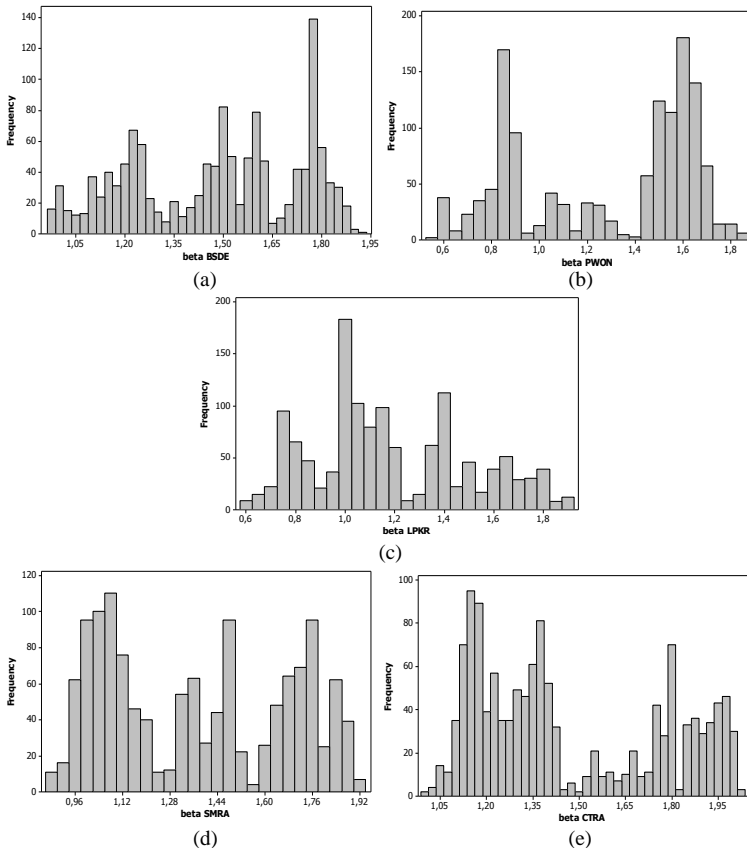 140
120
100
80
60
40
20
0
Frequency
1,05 1,20 1,35 1,50 1,65 1,80 1,95
beta BSDE
(a)
200
150
100
50
0
Frequency
0,6 0,8 1,0 1,2 1,4 1,6 1,8
beta PWON
(b)
200
150
100
50
0
Frequency
0,6 0,8 1,0 1,2 1,4 1,6 1,8
beta LPKR
(c)
120
100
80
60
40
20
0
Frequency
0,96 1,12 1,28 1,44 1,60 1,76 1,92
beta SMRA
(d)
100
80
60
40
20
0
Frequency
1,05 1,20 1,35 1,50 1,65 1,80 1,95
beta CTRA
(e)